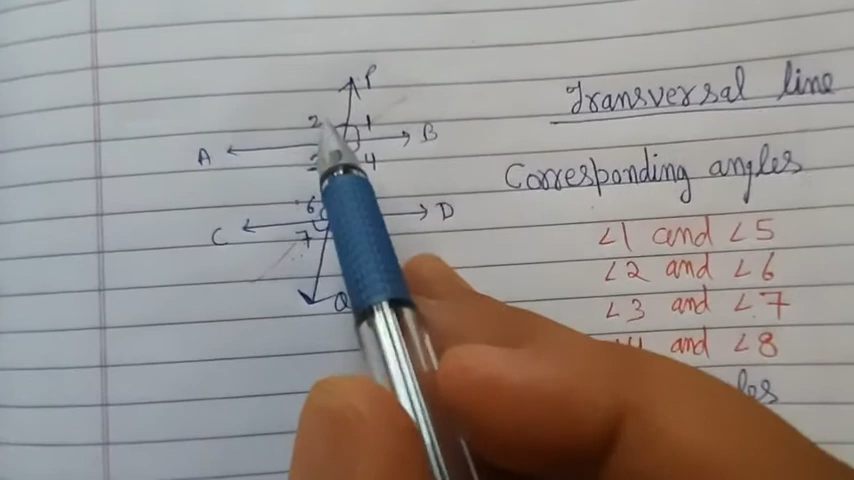 P
Transversal line
2 1
A B
3 4
Corresponding angles
6 D
C 7
∠1 and ∠5
∠2 and ∠6
∠3 and ∠7
Q
and ∠8